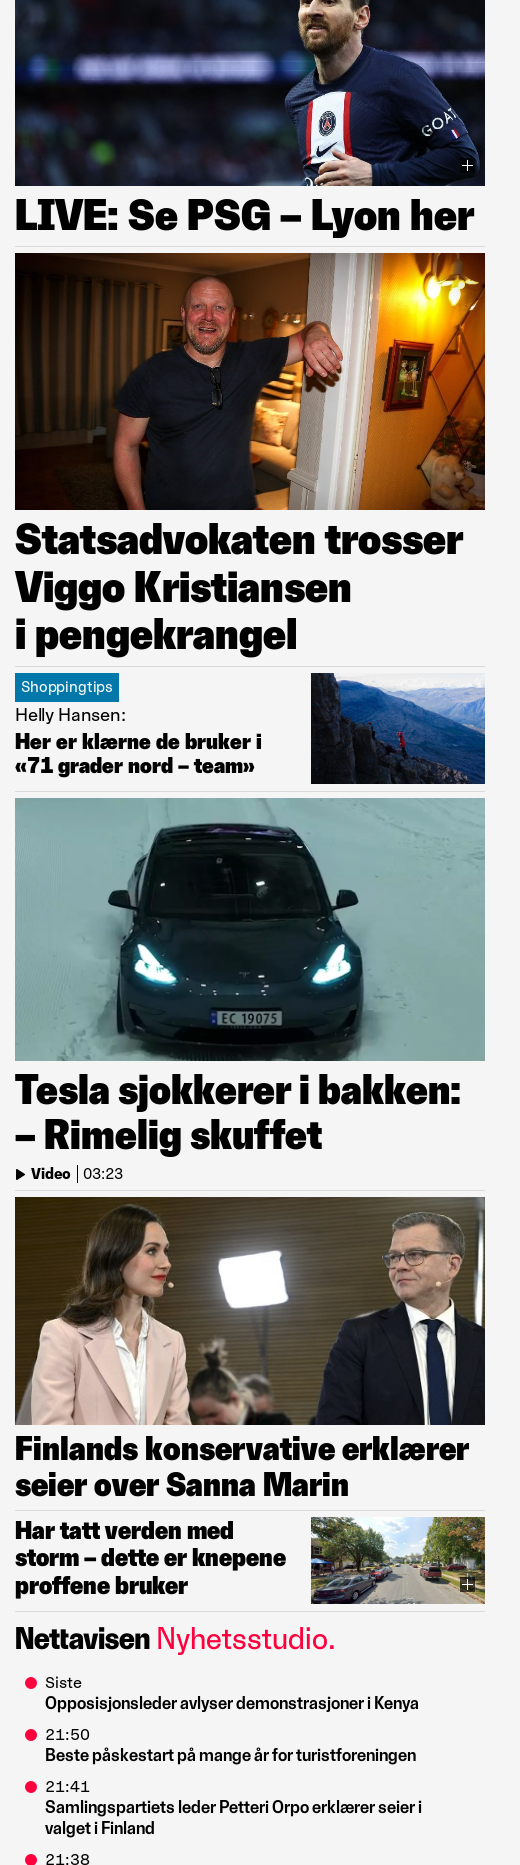 GOAT
LIVE: Se PSG – Lyon her
Statsadvokaten trosser
Viggo Kristiansen
i pengekrangel
Shoppingtips
Helly Hansen:
Her er klærne de bruker i
«71 grader nord – team»
EC 19075
Tesla sjokkerer i bakken:
– Rimelig skuffet
Video | 03:23
Finlands konservative erklærer
seier over Sanna Marin
Har tatt verden med
storm – dette er knepene
proffene bruker
Nettavisen Nyhetsstudio.
Siste
Opposisjonsleder avlyser demonstrasjoner i Kenya
21:50
Beste påskestart på mange år for turistforeningen
21:41
Samlingspartiets leder Petteri Orpo erklærer seier i
valget i Finland
21:38